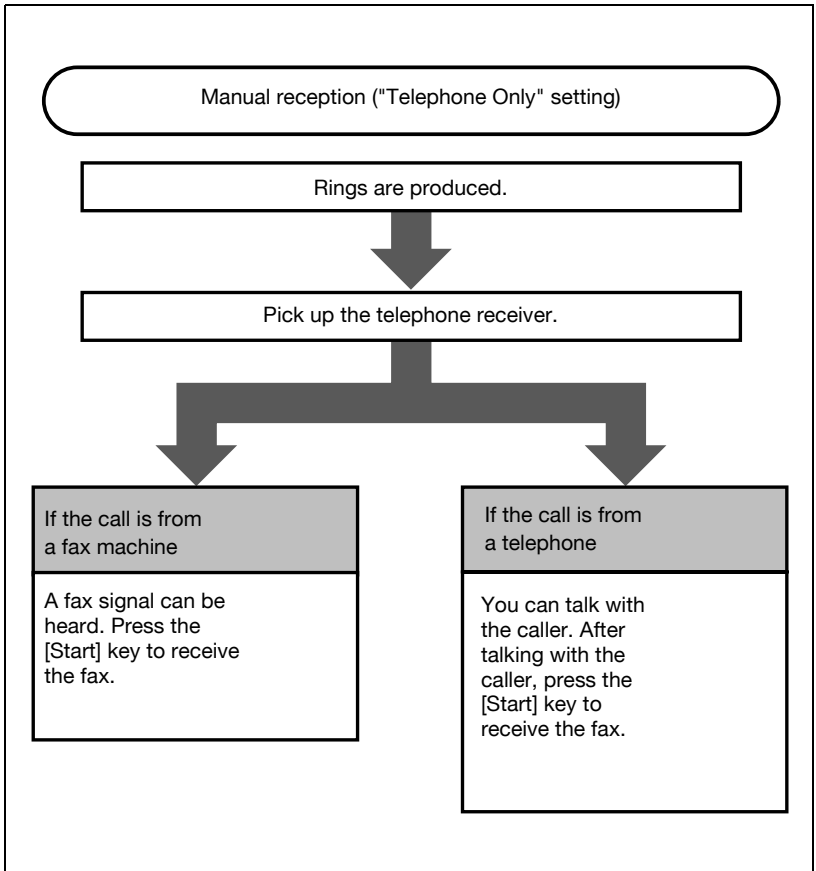 Manual reception ("Telephone Only" setting)
Rings are produced.
Pick up the telephone receiver.
If the call is from
a fax machine
A fax signal can be
heard. Press the
[Start] key to receive
the fax.
If the call is from
a telephone
You can talk with
the caller. After
talking with the
caller, press the
[Start] key to
receive the fax.